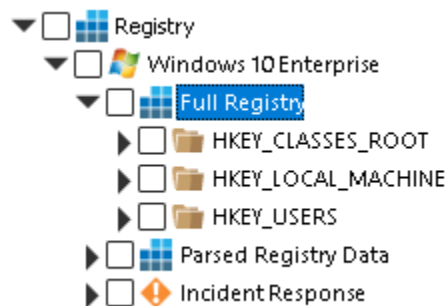 Registry
Windows 10 Enterprise
Full Registry
HKEY_CLASSES_ROOT
HKEY_LOCAL_MACHINE
HKEY_USERS
Parsed Registry Data
Incident Response